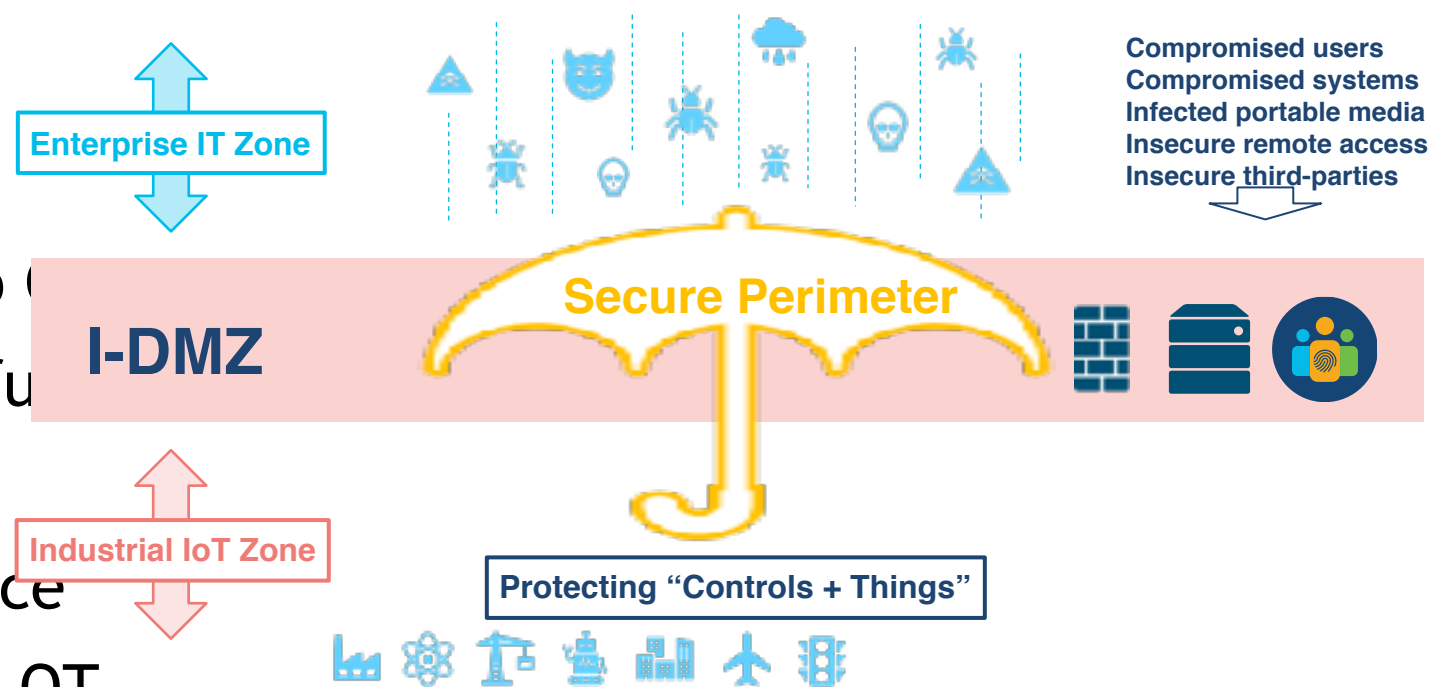 Enterprise IT Zone
Compromised users
Compromised systems
Infected portable media
Insecure remote access
Insecure third-parties
Secure Perimeter
I-DMZ
Industrial IoT Zone
ce
Protecting “Controls + Things”
OT